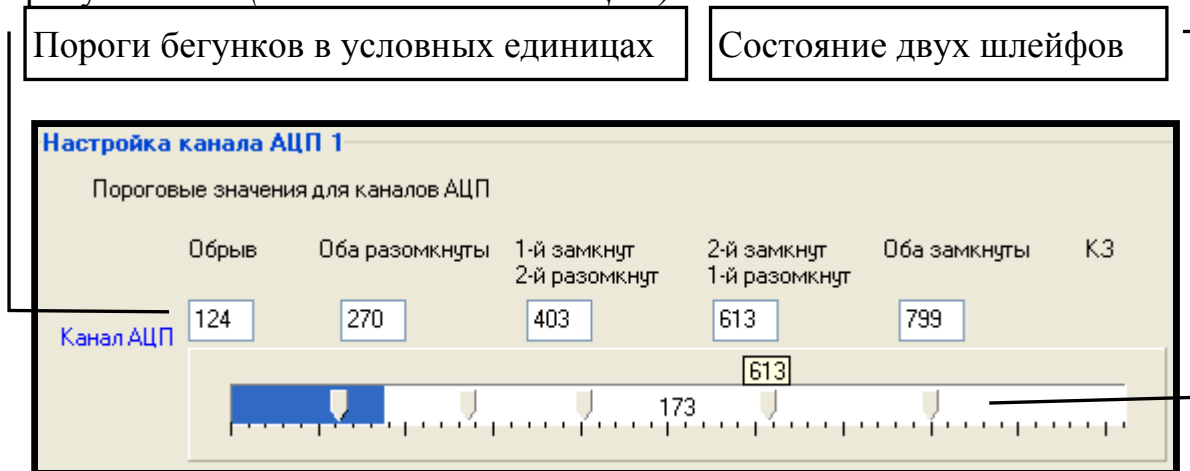 Пороги бегунков в условных единицах
Состояние двух шлейфов
Настройка канала АЦП 1
Пороговые значения для каналов АЦП
Обрыв Оба разомкнуты 1-й замкнут 2-й замкнут Оба замкнуты КЗ
2-й разомкнут 1-й разомкнут
Канал АЦП 124 270 403 613 799
613
173